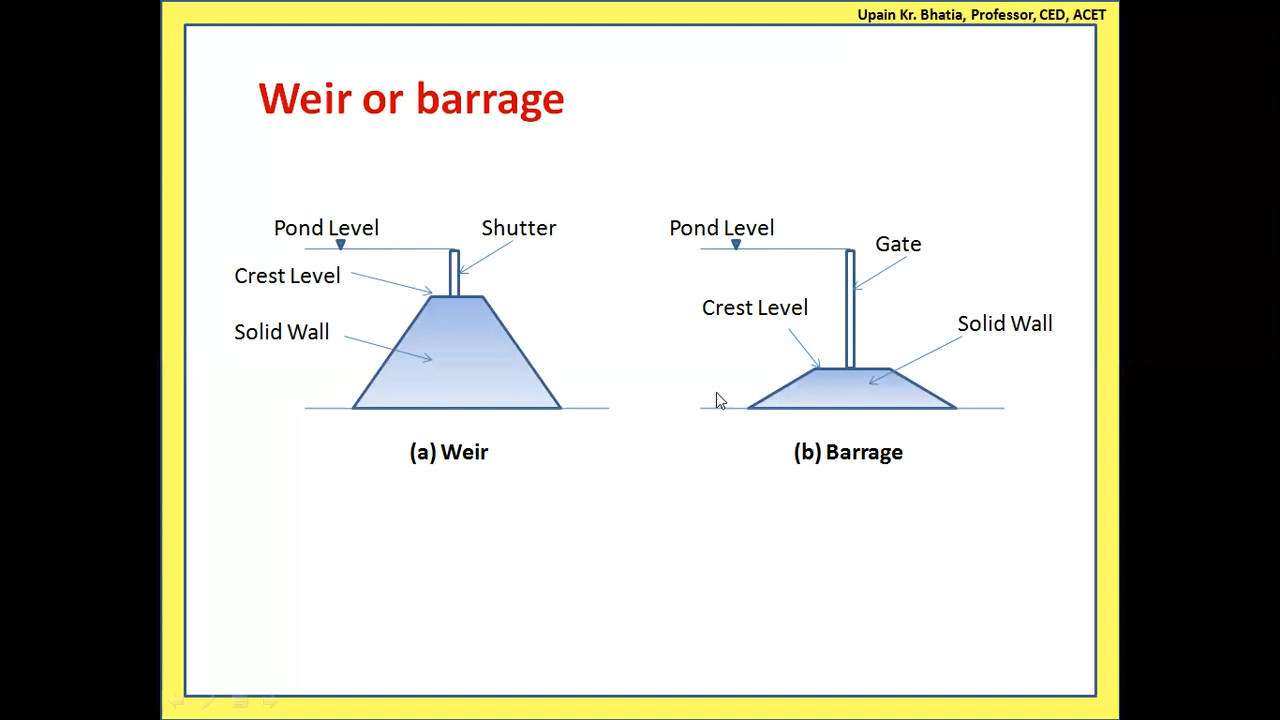 Upain Kr. Bhatia, Professor, CED, ACET
Weir or barrage
Pond Level
Shutter
Crest Level
Solid Wall
(a) Weir
Pond Level
Gate
Crest Level
Solid Wall
(b) Barrage